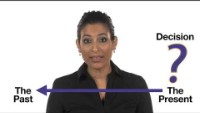 Decision
?
The
Past
The
Present